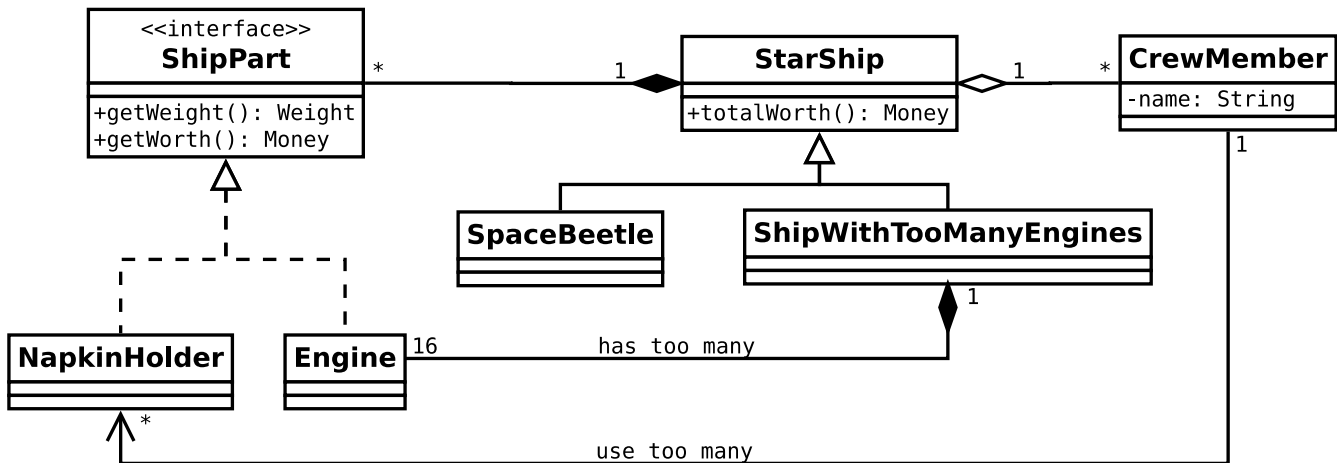 <<interface>>
ShipPart
+getWeight(): Weight
+getWorth(): Money
*
1
StarShip
+totalWorth(): Money
1
*
CrewMember
-name: String
1
SpaceBeetle
ShipWithTooManyEngines
1
NapkinHolder
Engine
16
has too many
*
use too many